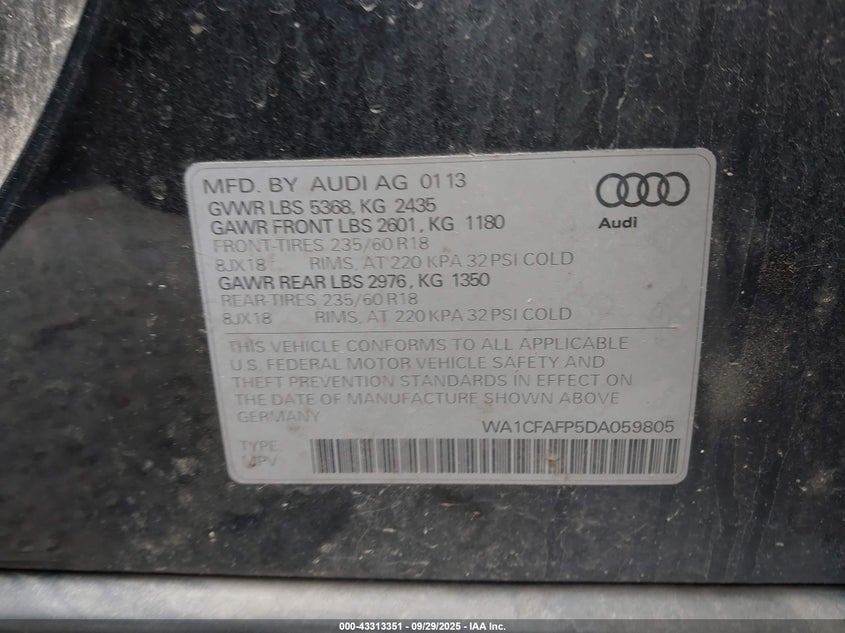 MFD. BY AUDI AG 0113
GVWR LBS 5368, KG 2435
GAWR FRONT LBS 2601, KG 1180
FRONT-TIRES 235/60 R18
8JX18 RIMS, AT 220 KPA 32 PSI COLD
GAWR REAR LBS 2976, KG 1350
REAR-TIRES 235/60 R18
8JX18 RIMS, AT 220 KPA 32 PSI COLD
Audi
THIS VEHICLE CONFORMS TO ALL APPLICABLE
U.S. FEDERAL MOTOR VEHICLE SAFETY AND
THEFT PREVENTION STANDARDS IN EFFECT ON
THE DATE OF MANUFACTURE SHOWN ABOVE
GERMANY
WA1CFAFP5DA059805
TYPE:
MPV
000-43313351 - 09/29/2025 - IAA Inc.